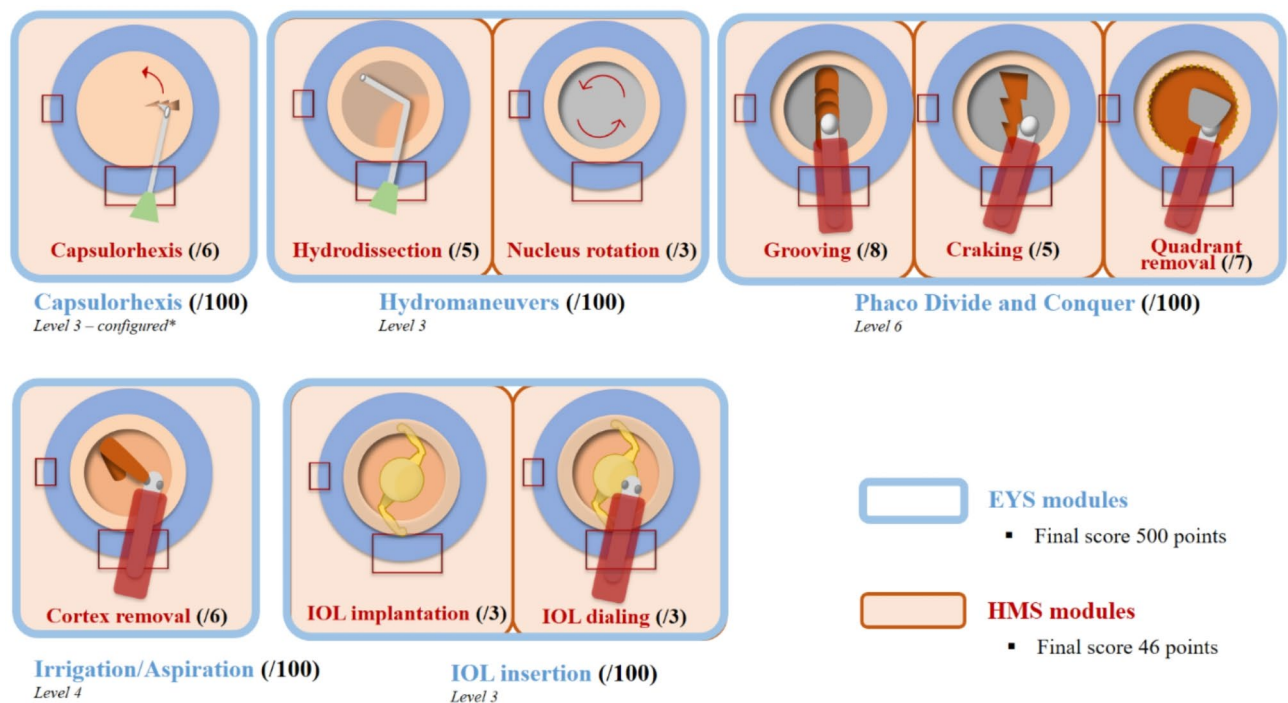 Capsulorhexis (/6)
Hydrodissection (/5)
Nucleus rotation (/3)
Grooving (/8)
Craking (/5)
Quadrant
removal (/7)
Capsulorhexis (/100)
Level 3 – configured*
Hydromaneuvers (/100)
Level 3
Phaco Divide and Conquer (/100)
Level 6
Cortex removal (/6)
IOL implantation (/3)
IOL dialing (/3)
Irrigation/Aspiration (/100)
Level 4
IOL insertion (/100)
Level 3
EYS modules
▪ Final score 500 points
HMS modules
▪ Final score 46 points